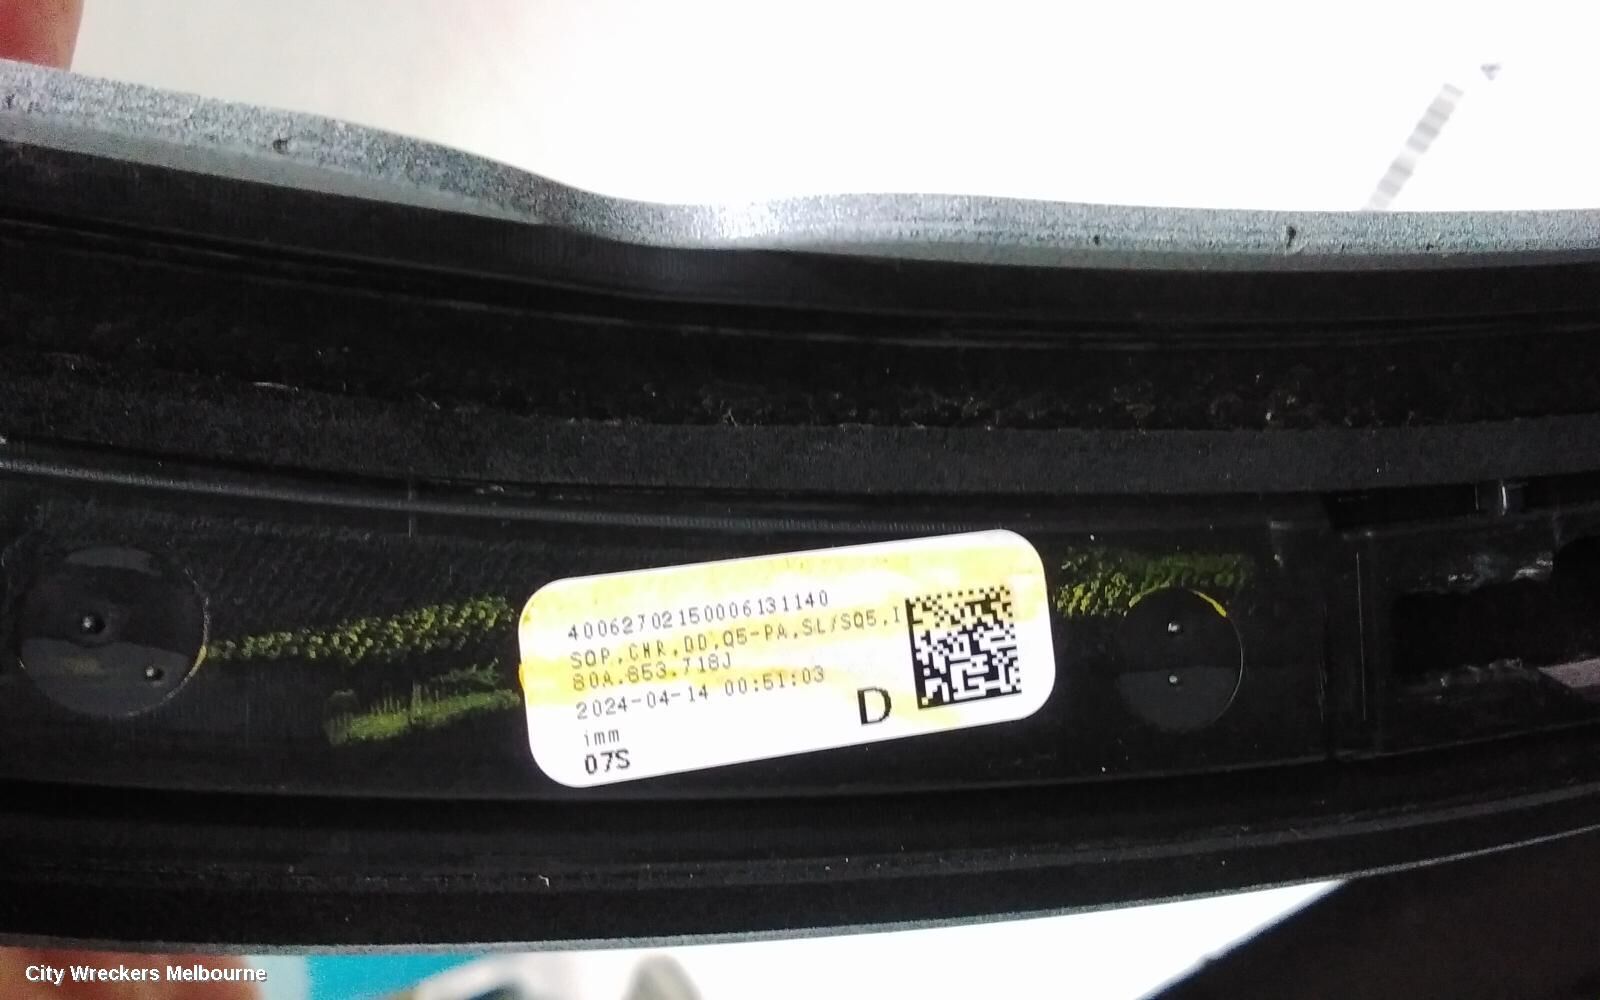 40062702150006131140
SOP.CHR.DD.Q5-PA.SL/SQ5.I
80A.853.718J
2024-04-14 00:51:03
D
imm
07S
City Wreckers Melbourne